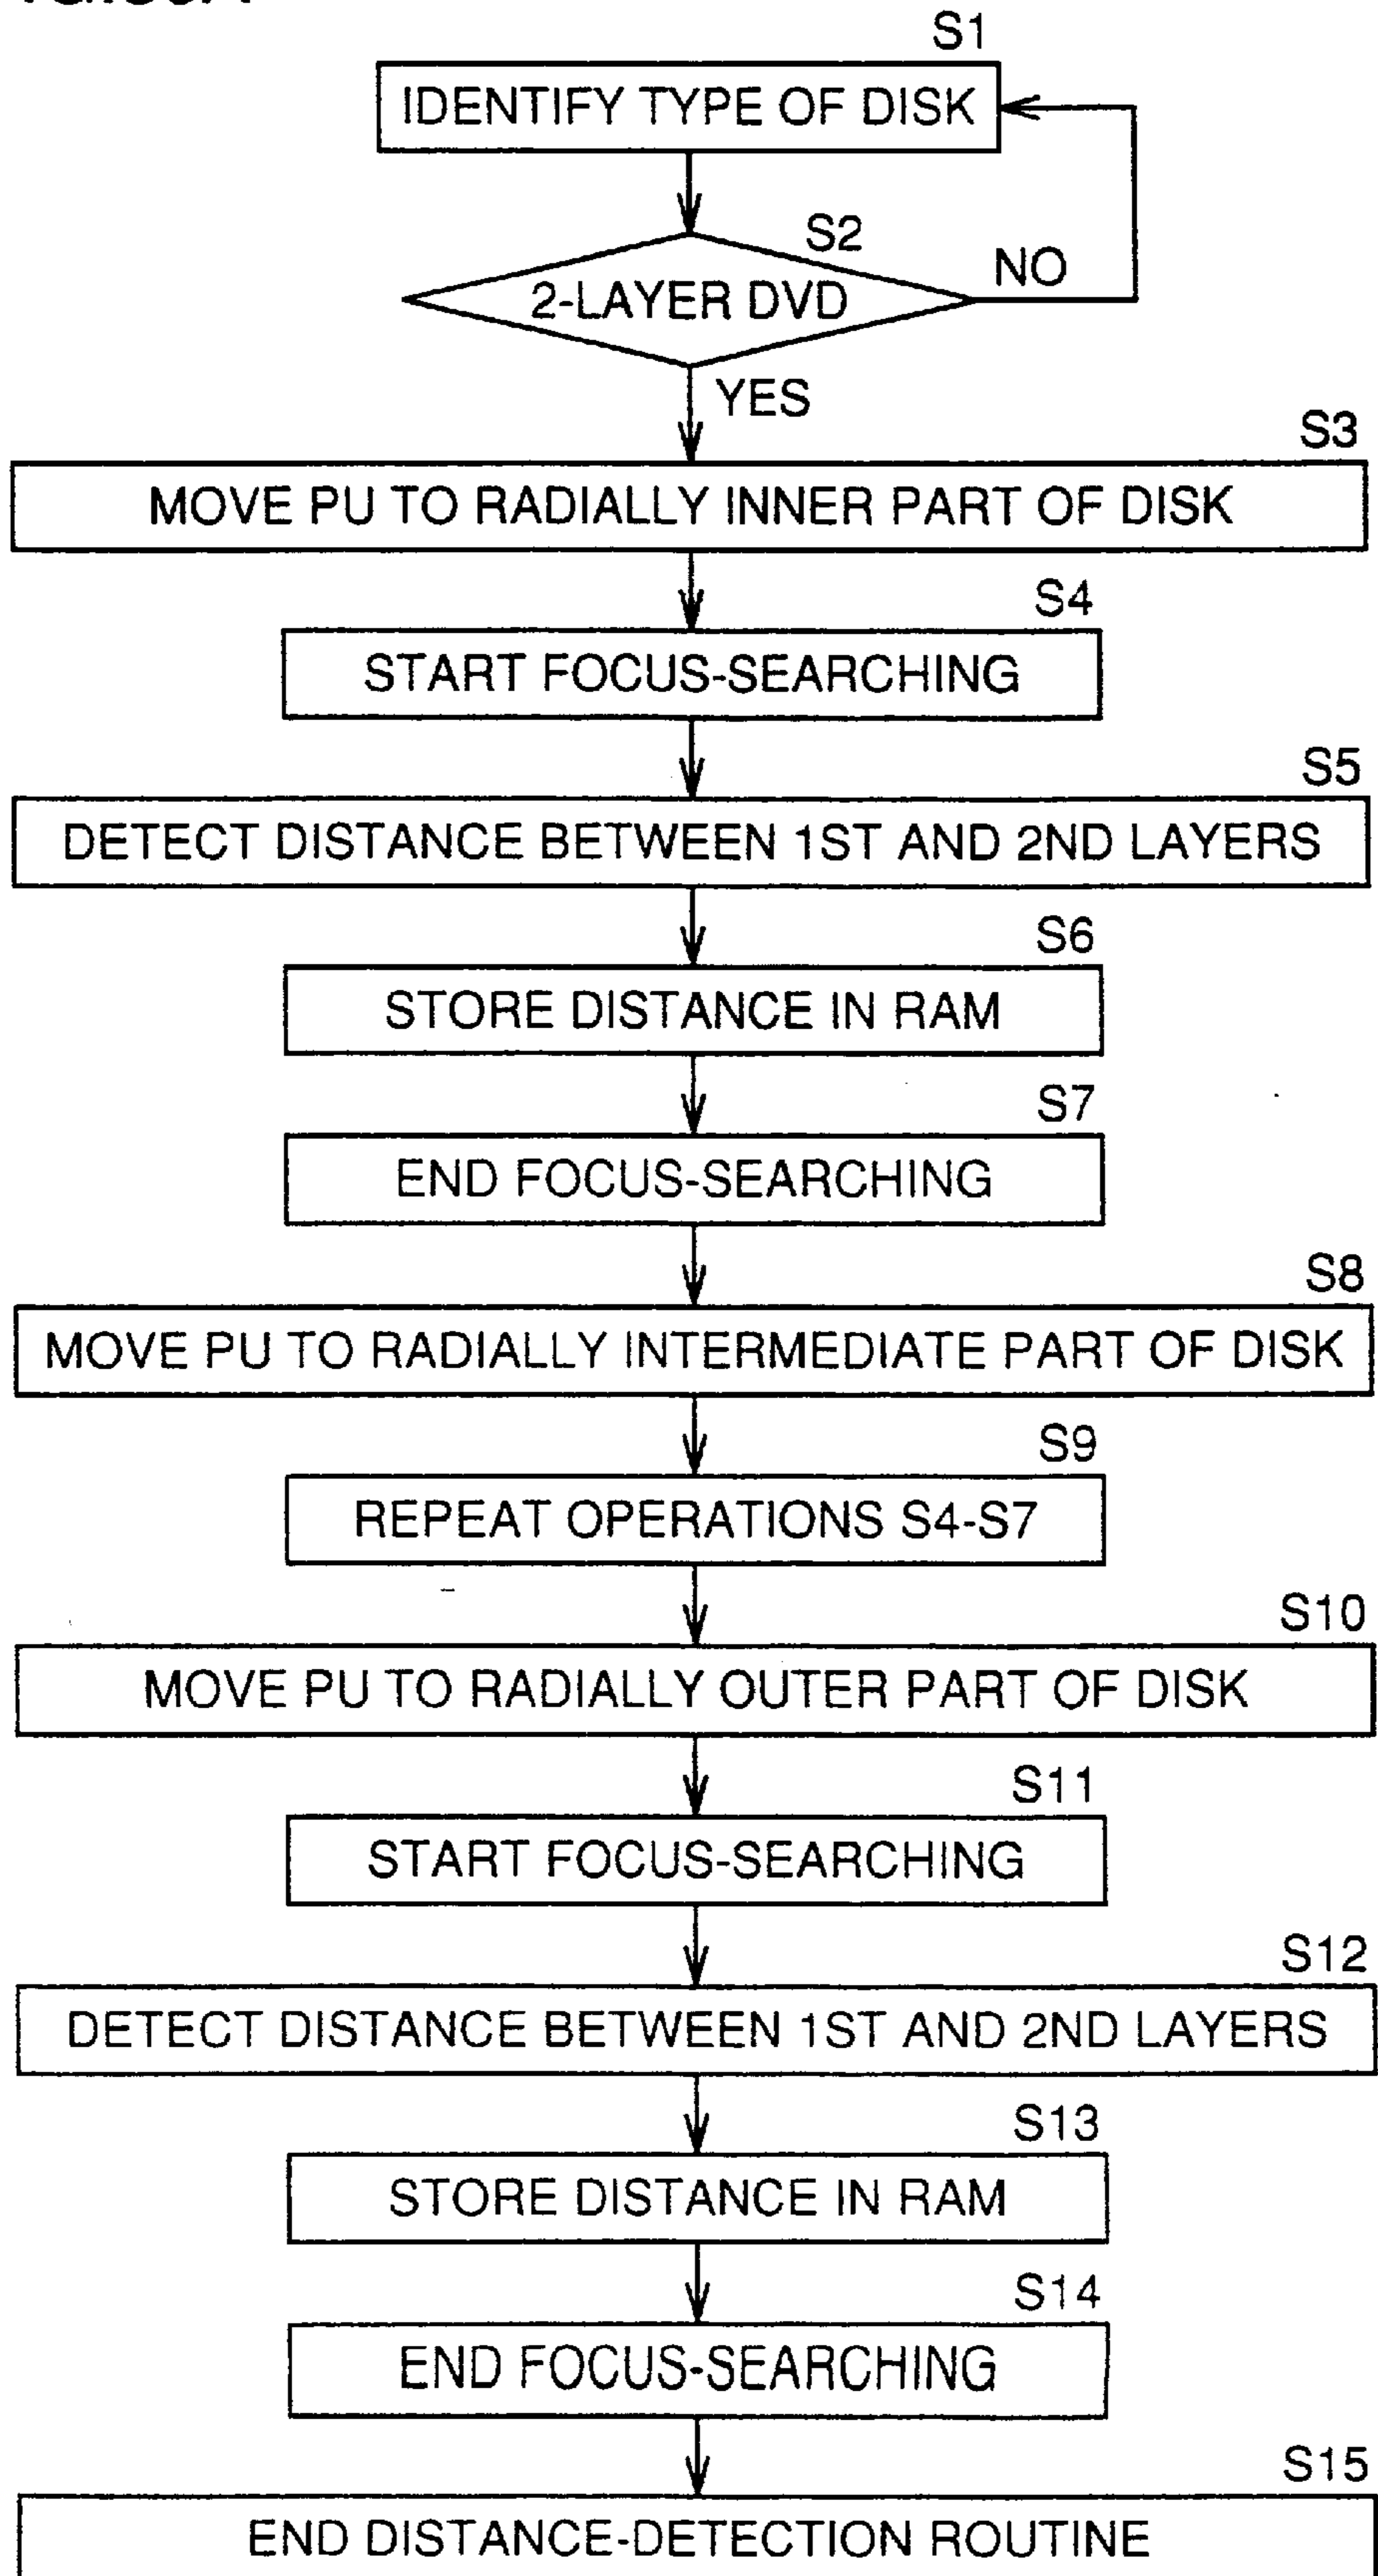 S1
IDENTIFY TYPE OF DISK
S2
2-LAYER DVD
NO
YES
S3
MOVE PU TO RADIALLY INNER PART OF DISK
S4
START FOCUS-SEARCHING
S5
DETECT DISTANCE BETWEEN 1ST AND 2ND LAYERS
S6
STORE DISTANCE IN RAM
S7
END FOCUS-SEARCHING
S8
MOVE PU TO RADIALLY INTERMEDIATE PART OF DISK
S9
REPEAT OPERATIONS S4-S7
S10
MOVE PU TO RADIALLY OUTER PART OF DISK
S11
START FOCUS-SEARCHING
S12
DETECT DISTANCE BETWEEN 1ST AND 2ND LAYERS
S13
STORE DISTANCE IN RAM
S14
END FOCUS-SEARCHING
S15
END DISTANCE-DETECTION ROUTINE